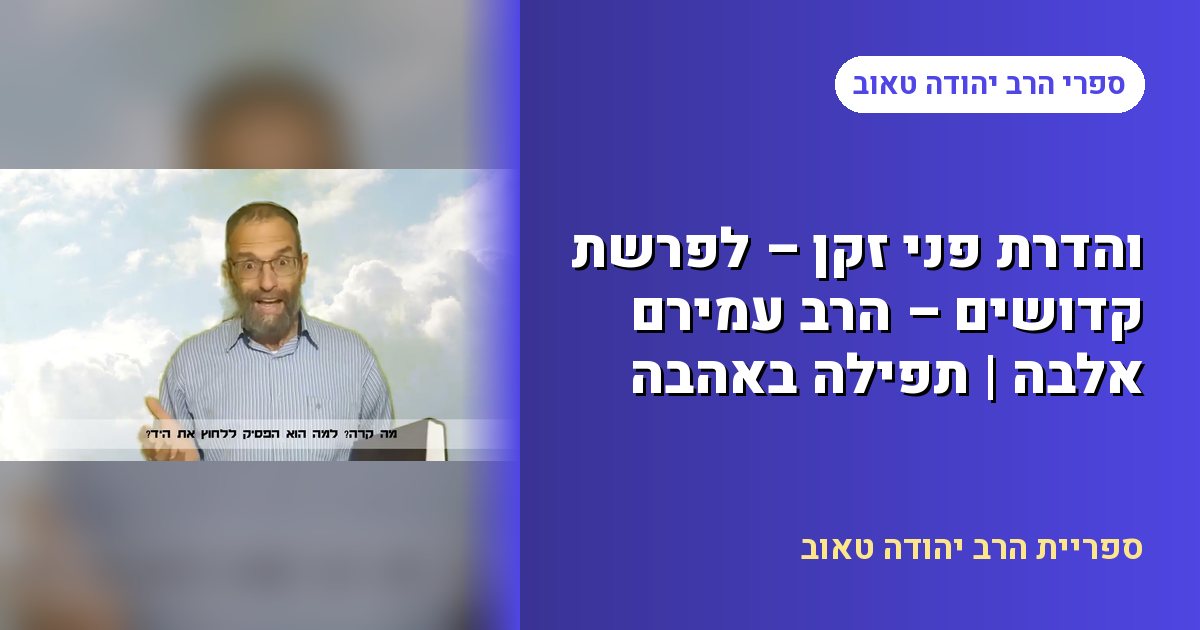 ספרי הרב יהודה טאוב
והדרת פני זקן – לפרשת
קדושים – הרב עמירם
אלבה | תפילה באהבה
מה קרה? למה הוא הפסיק ללחוץ את היד?
ספריית הרב יהודה טאוב